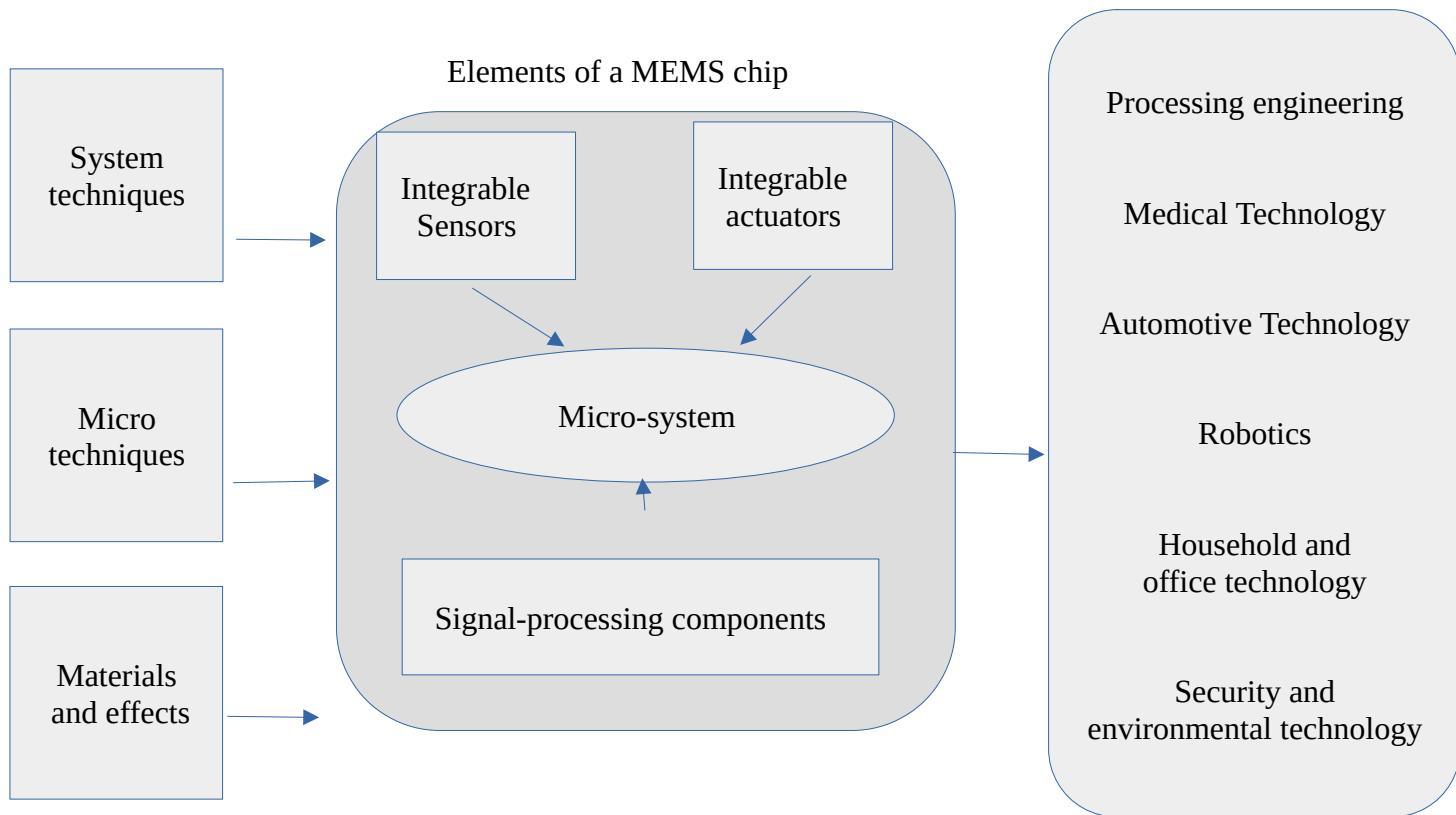 Elements of a MEMS chip
System
techniques
Micro
techniques
Materials
and effects
Integrable
Sensors
Integrable
actuators
Micro-system
Signal-processing components
Processing engineering
Medical Technology
Automotive Technology
Robotics
Household and
office technology
Security and
environmental technology